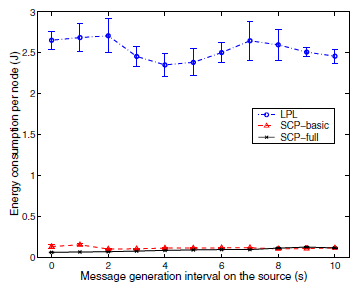 3
2.5
2
1.5
1
0.5
0
Energy consumption per node (J)
LPL
SCP−basic
SCP−full
0 2 4 6 8 10
Message generation interval on the source (s)